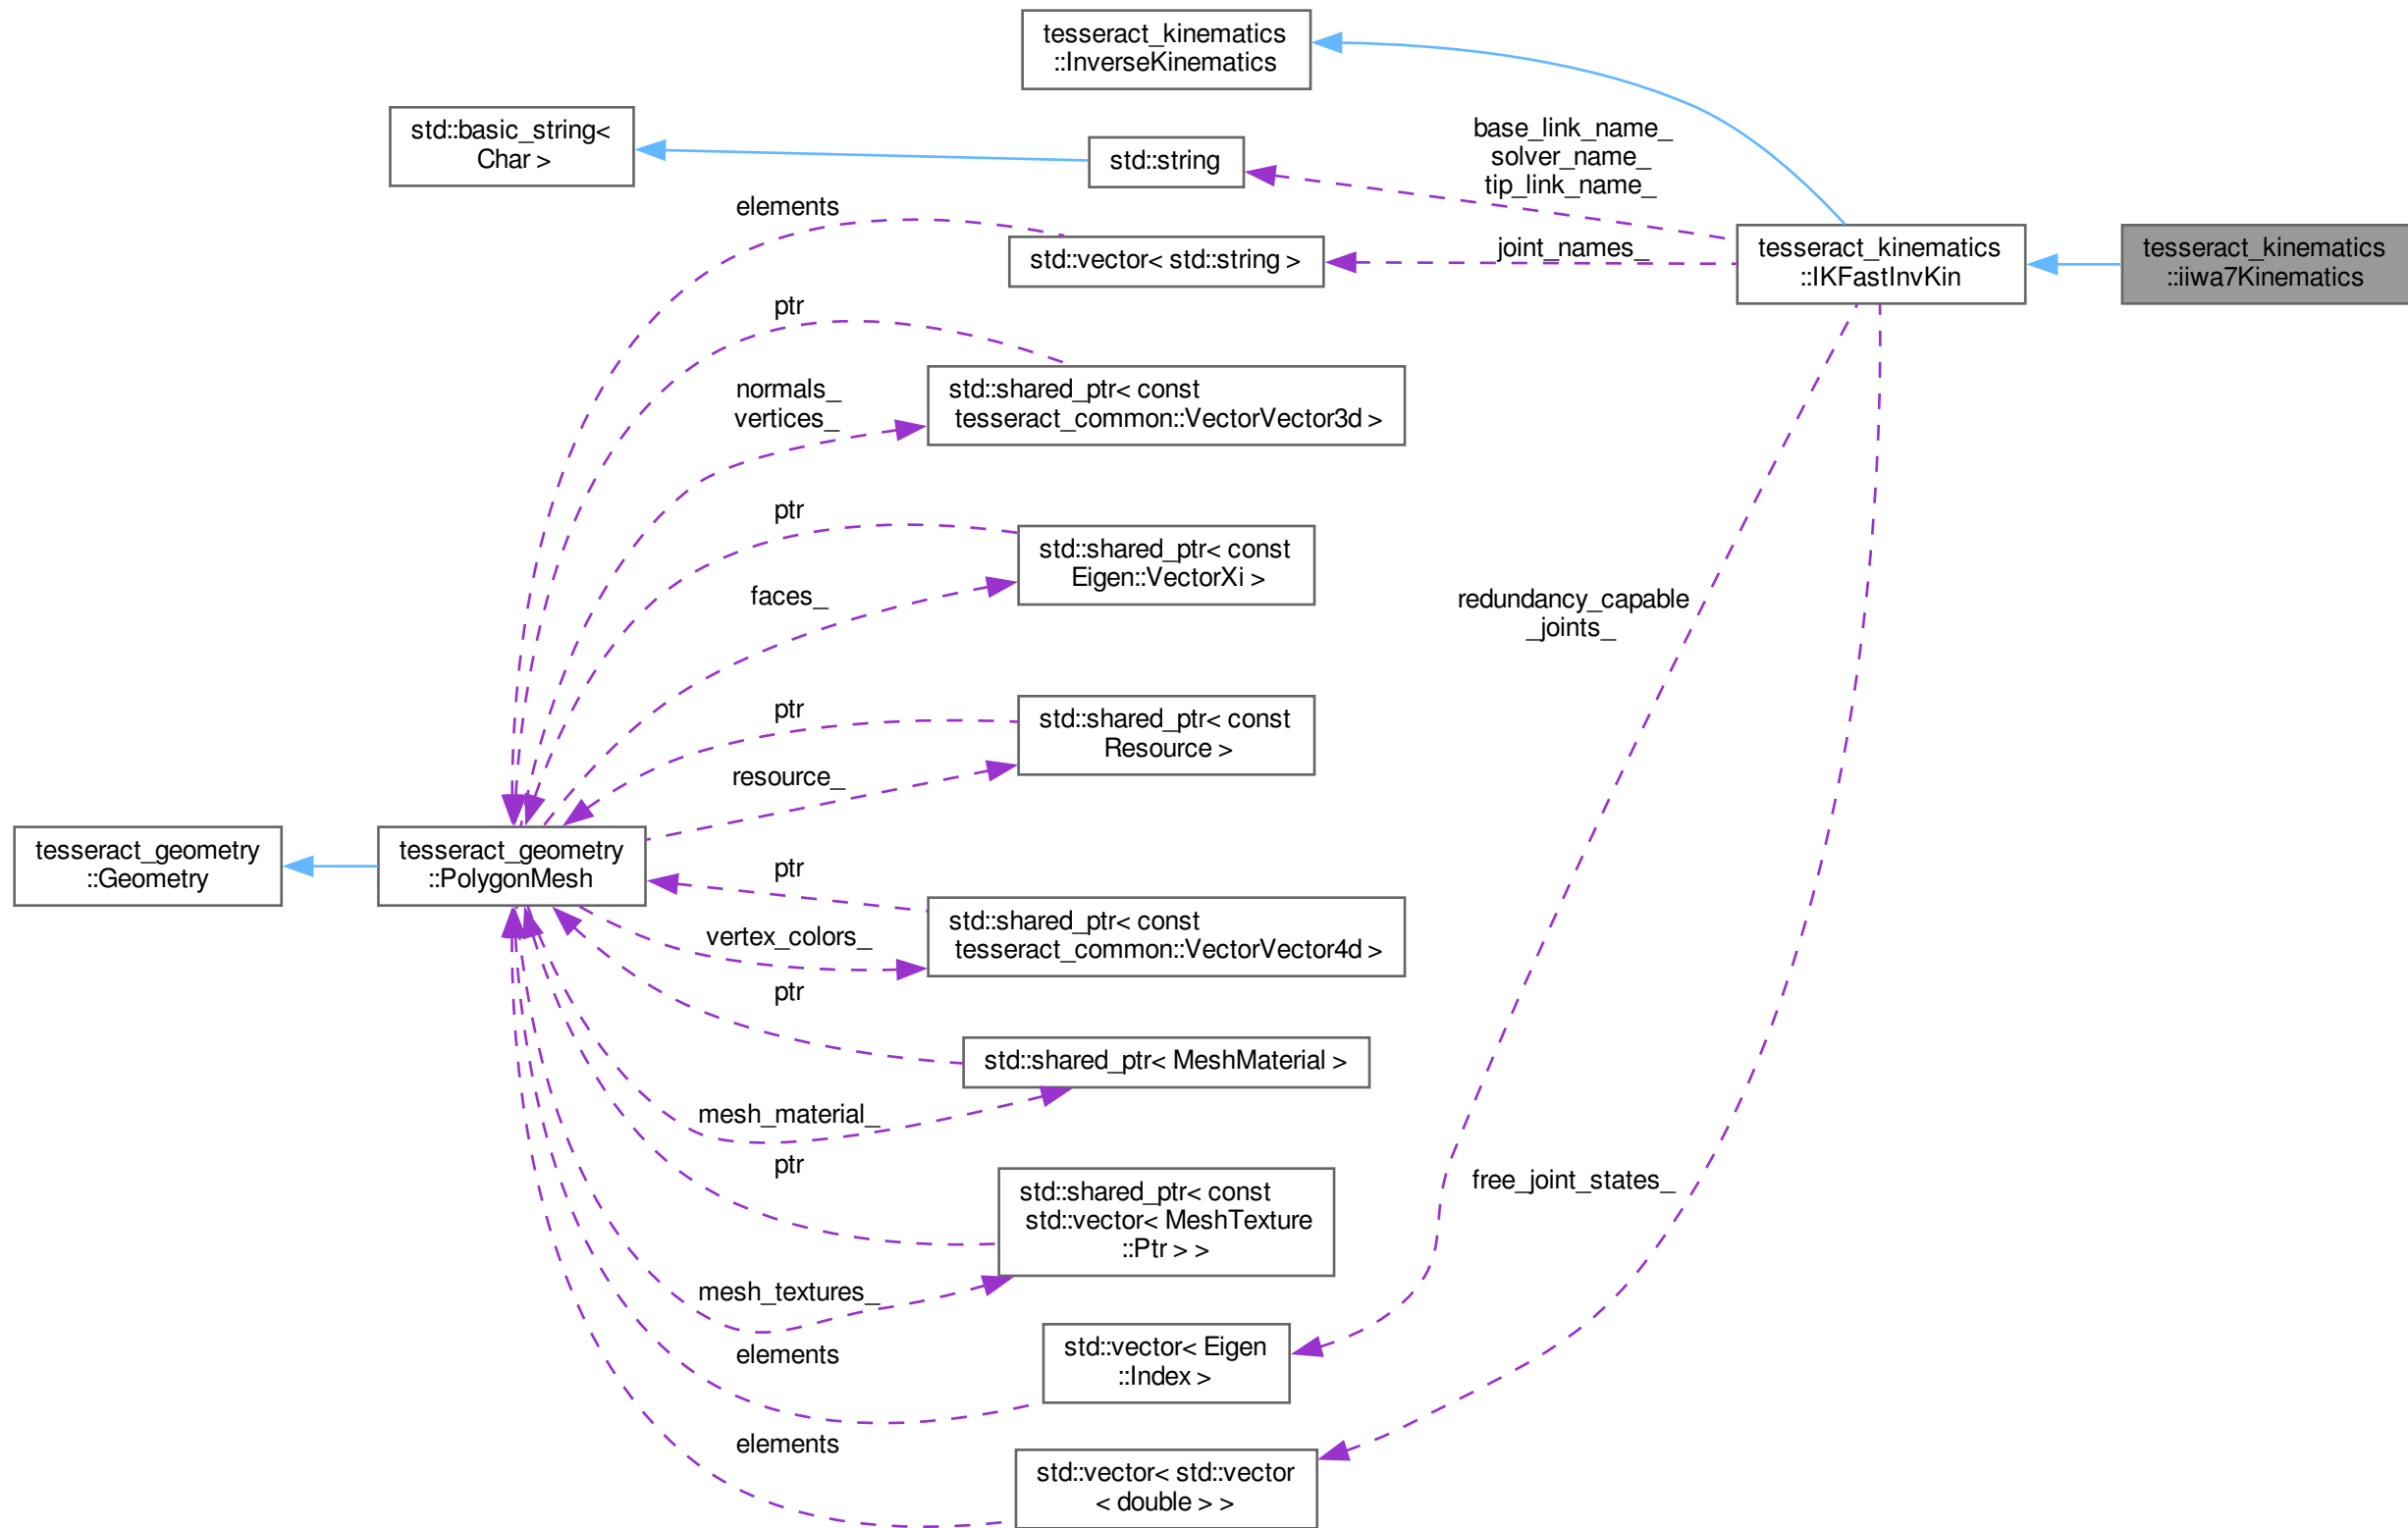 tesseract_kinematics
::InverseKinematics
std::basic_string<
Char >
std::string
base_link_name_
solver_name_
tip_link_name_
elements
std::vector< std::string >
joint_names_
tesseract_kinematics
::IKFastInvKin
tesseract_kinematics
::iiwa7Kinematics
ptr
normals_
vertices_
std::shared_ptr< const
tesseract_common::VectorVector3d >
ptr
std::shared_ptr< const
Eigen::VectorXi >
faces_
redundancy_capable
_joints_
ptr
std::shared_ptr< const
Resource >
resource_
tesseract_geometry
::Geometry
tesseract_geometry
::PolygonMesh
ptr
std::shared_ptr< const
tesseract_common::VectorVector4d >
vertex_colors_
ptr
std::shared_ptr< MeshMaterial >
mesh_material_
ptr
std::shared_ptr< const
std::vector< MeshTexture
::Ptr > >
free_joint_states_
mesh_textures_
elements
std::vector< Eigen
::Index >
elements
std::vector< std::vector
< double > >